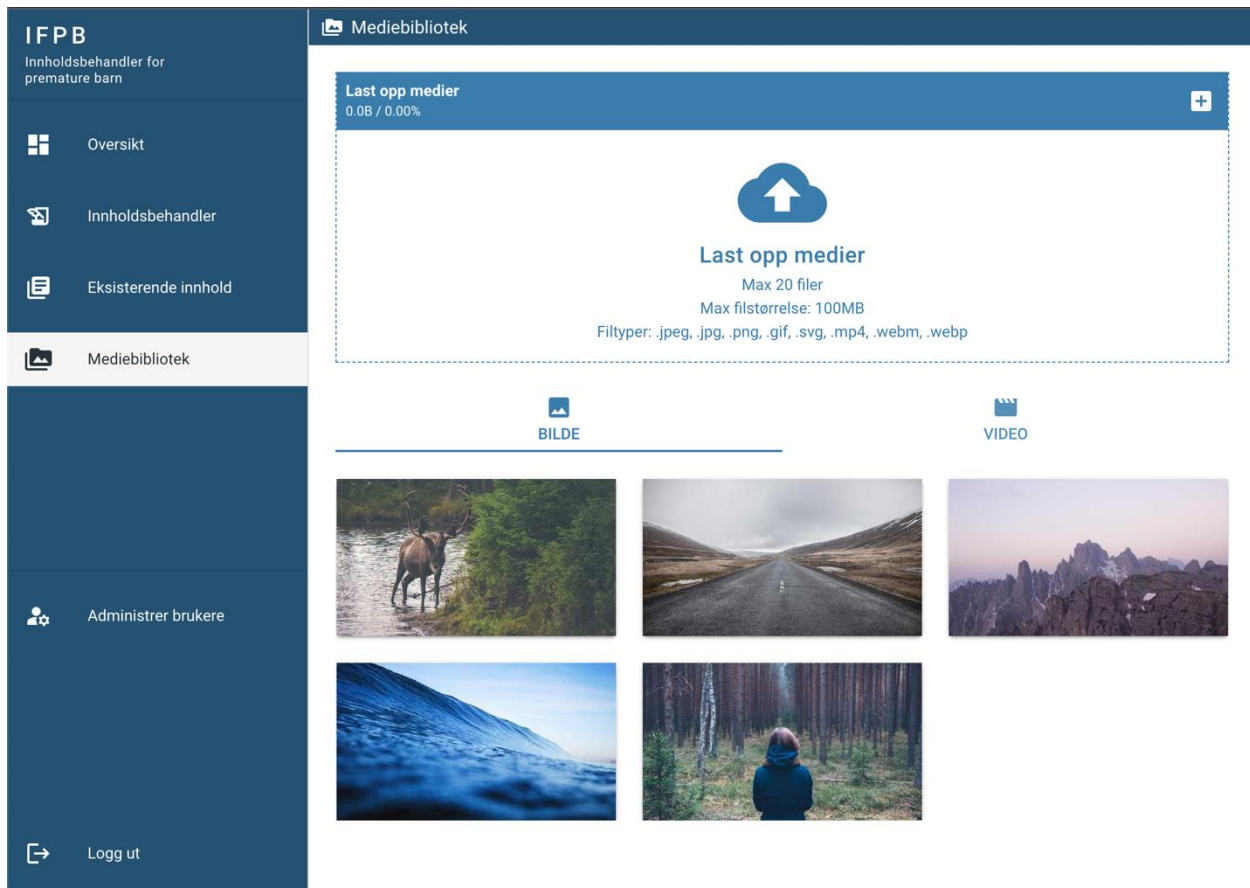 IFPB
Innholdsbehandler for
premature barn
Oversikt
Innholdsbehandler
Eksisterende innhold
Mediebibliotek
Administrer brukere
Logg ut
Mediebibliotek
Last opp medier
0.0B / 0.00%
Last opp medier
Max 20 filer
Max filstørrelse: 100MB
Filtyper: .jpeg, .jpg, .png, .gif, .svg, .mp4, .webm, .webp
BILDE
VIDEO